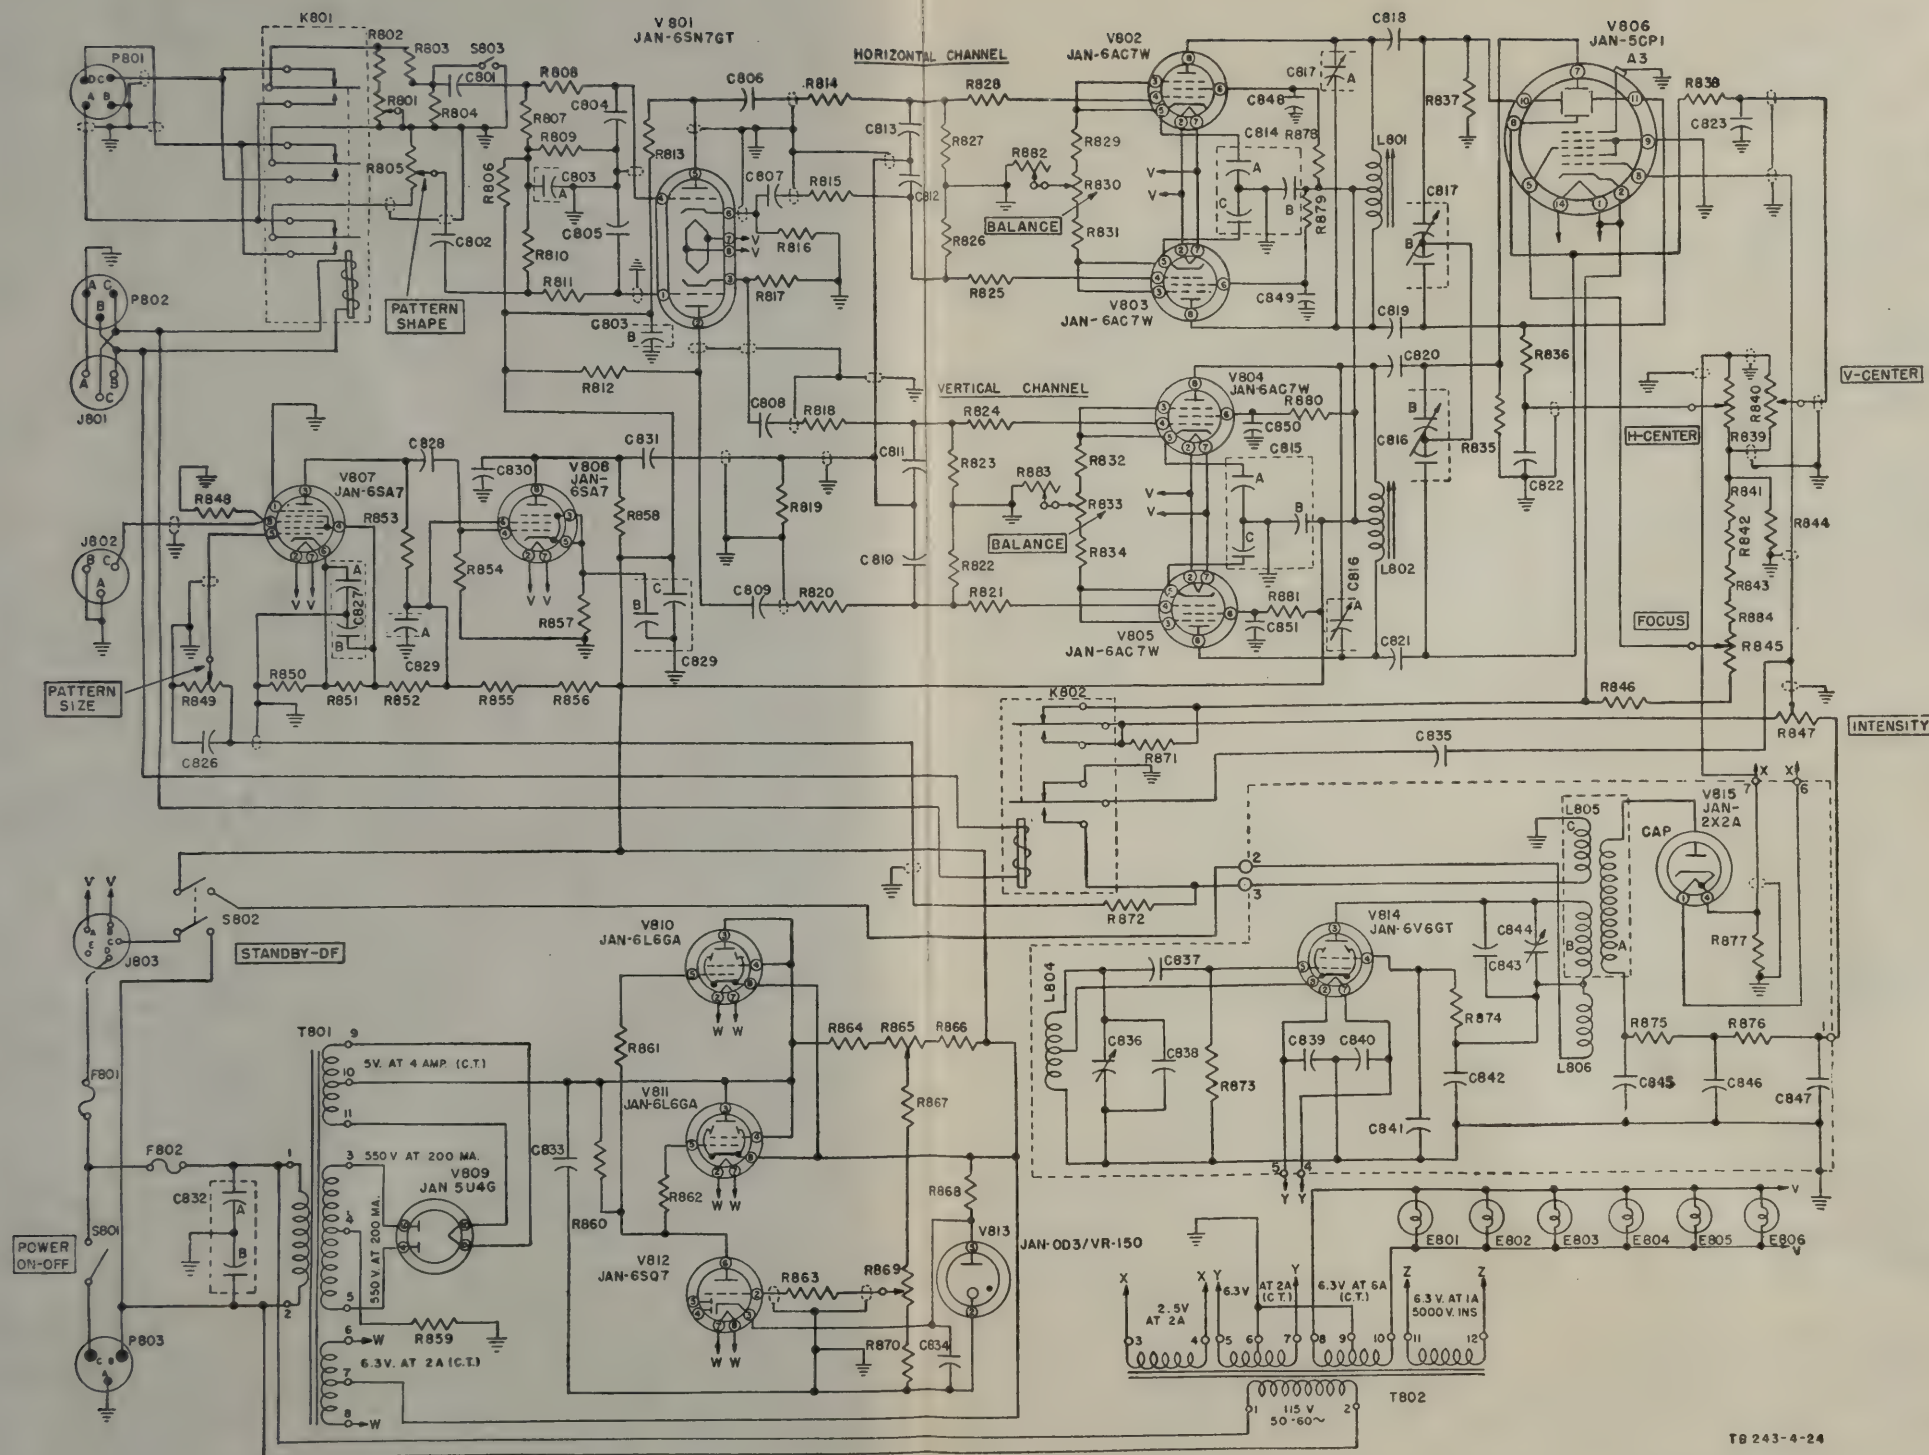 K801
V 801
JAN-6SN7GT
HORIZONTAL CHANNEL
V802
JAN-6AC7W
C818
V806
JAN-5CP1
A3
P801
R802
R803
S803
C801
R801
R804
R805
R808
C804
R807
R809
R806
C803
A
C802
C805
R810
R811
PATTERN
SHAPE
C803
B
R812
R813
C806
R814
C807
R815
R816
R817
C813
C812
R827
R826
R828
R825
R882
R829
R830
R831
BALANCE
C848
C814
R878
A
C
B
R879
C849
V803
JAN-6AC7W
C817
A
L801
C817
B
C819
R837
R838
C823
P802
J801
VERTICAL CHANNEL
V804
JAN-6AC7W
R880
C850
C815
C820
B
C816
R835
R836
C822
H-CENTER
R839
R840
V-CENTER
C808
R818
R824
C811
R823
R883
R832
R833
R834
BALANCE
C810
R822
C809
R820
R821
R881
C851
V805
JAN-6AC7W
C816
A
L802
C821
R841
R842
R843
R844
R884
FOCUS
R845
R846
R847
INTENSITY
V807
JAN-6SA7
C828
C830
V808
JAN-
6SA7
C831
R848
R853
R858
R819
J802
R854
R857
C827
A
B
C829
A
B
C
C829
PATTERN
SIZE
R849
R850
R851
R852
R855
R856
C826
K802
R871
C835
R872
L805
C
B
A
CAP
V815
JAN-
2X2A
R877
S802
STANDBY-DF
J803
V810
JAN-6L6GA
V814
JAN-6V6GT
C844
C843
L804
C837
C836
C838
R873
C839
C840
R874
C842
C841
L806
R875
R876
C845
C846
C847
T801
5V. AT 4 AMP. (C.T.)
R861
R864
R865
R866
R867
V811
JAN-6L6GA
C833
R860
R862
F801
F802
C832
A
B
550 V AT 200 MA.
550 V. AT 200 MA.
V809
JAN 5U4G
R868
V813
JAN-OD3/VR-150
V812
JAN-6SQ7
R863
R869
R870
C834
S801
POWER
ON-OFF
P803
R859
6.3 V. AT 2A (C.T.)
E801
E802
E803
E804
E805
E806
2.5V
AT 2A
6.3V
AT 2A
(C.T.)
6.3V. AT 6A
(C.T.)
6.3 V. AT 1A
5000 V. INS
T802
115 V
50-60~
TG 243-4-24